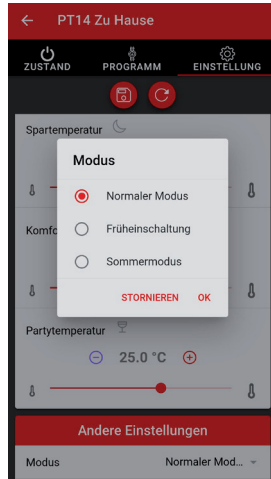 PT14 Zu Hause
ZUSTAND PROGRAMM EINSTELLUNG
Spartemperatur
Modus
Normaler Modus
Komfo
Früheinschaltung
Sommermodus
STORNIEREN OK
Partytemperatur
25.0 °C
Andere Einstellungen
Modus Normaler Mod...